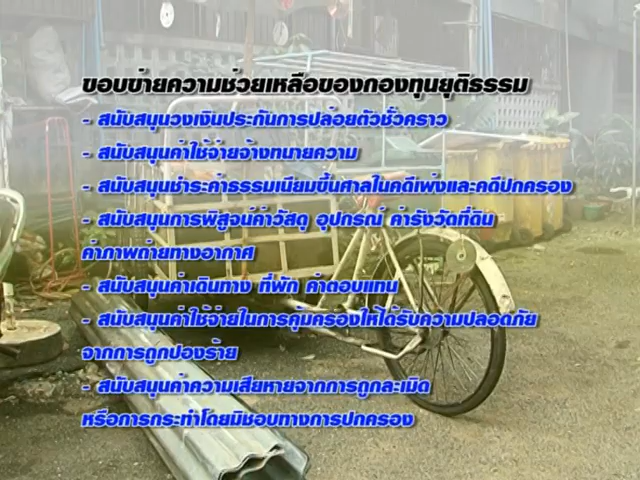 ขอบข่ายความช่วยเหลือของกองทุนยุติธรรม
- สนับสนุนวงเงินประกันการปล่อยตัวชั่วคราว
- สนับสนุนค่าใช้จ่ายจ้างทนายความ
- สนับสนุนชำระค่าธรรมเนียมขึ้นศาลในคดีเพ่งและคดีปกครอง
- สนับสนุนการพิสูจน์ค่าวัสดุ อุปกรณ์ ค่ารังวัดที่ดิน
ค่าภาพถ่ายทางอากาศ
- สนับสนุนค่าเดินทาง ที่พัก ค่าตอบแทน
- สนับสนุนค่าใช้จ่ายในการคุ้มครองให้ได้รับความปลอดภัย
จากการถูกปองร้าย
- สนับสนุนค่าความเสียหายจากการถูกละเมิด
หรือการกระทำโดยมิชอบทางการปกครอง